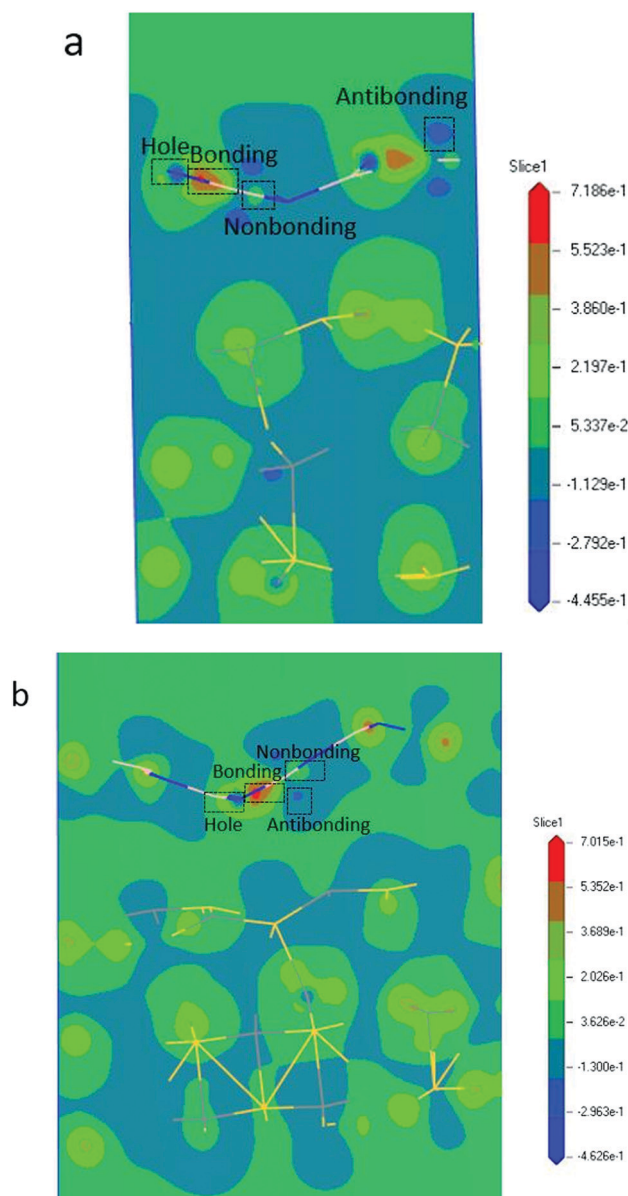 a
Antibonding
Hole
Bonding
Nonbonding
Slice1
7.186e-1
5.523e-1
3.860e-1
2.197e-1
5.337e-2
-1.129e-1
-2.792e-1
-4.455e-1
b
Nonbonding
Bonding
Hole
Antibonding
Slice1
7.015e-1
5.352e-1
3.689e-1
2.026e-1
3.626e-2
-1.300e-1
-2.963e-1
-4.626e-1